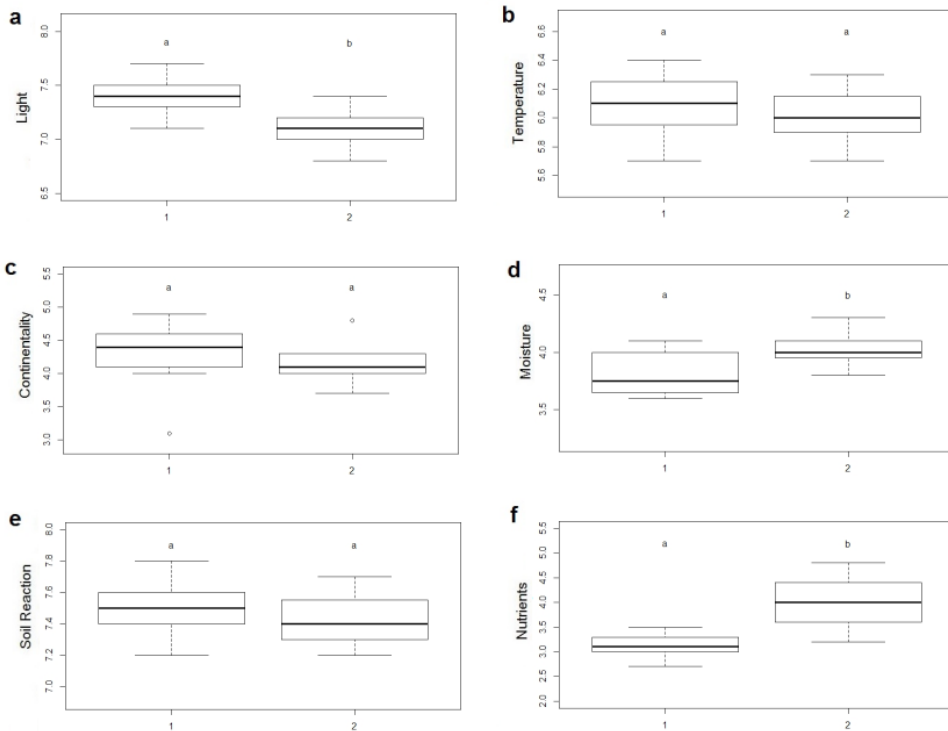 a
8.0
7.5
7.0
6.5
Light
a
b
1
2
b
6.6
6.4
6.2
6.0
5.8
5.6
Temperature
a
a
1
2
c
5.5
5.0
4.5
4.0
3.5
3.0
Continentality
a
a
1
2
d
4.5
4.0
3.5
Moisture
a
b
1
2
e
8.0
7.8
7.6
7.4
7.2
7.0
Soil Reaction
a
a
1
2
f
5.5
5.0
4.5
4.0
3.5
3.0
2.5
2.0
Nutrients
a
b
1
2